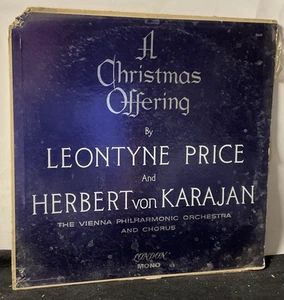 A
Christmas
Offering
By
LEONTYNE PRICE
And
HERBERT von KARAJAN
THE VIENNA PHILHARMONIC ORCHESTRA
AND CHORUS
LONDON
MONO